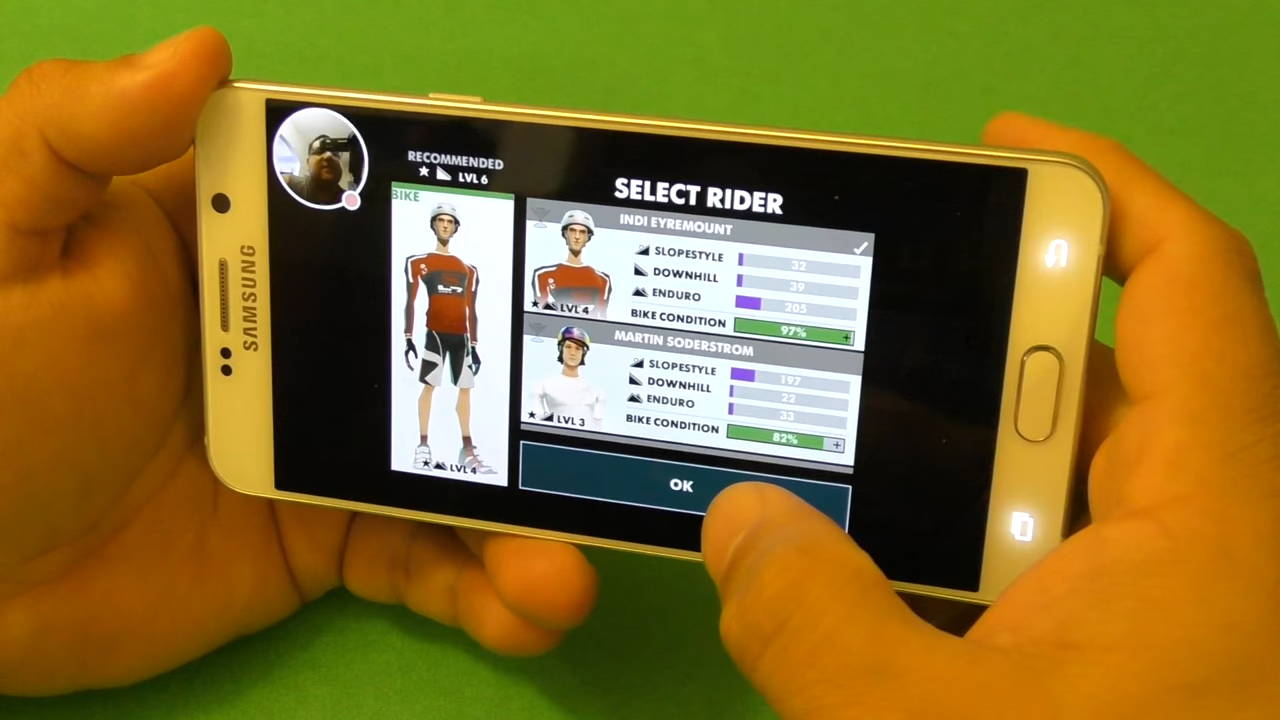 SAMSUNG
RECOMMENDED
LVL 6
BIKE
LVL 4
SELECT RIDER
INDI EYREMOUNT
SLOPESTYLE 32
DOWNHILL 39
ENDURO 205
LVL 4
BIKE CONDITION 97% +
MARTIN SODERSTROM
SLOPESTYLE 197
DOWNHILL 22
ENDURO 33
LVL 3
BIKE CONDITION 82% +
OK